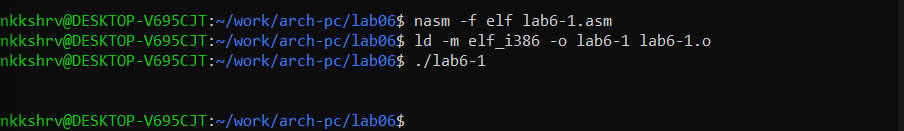 nkkshrv@DESKTOP-V695CJT:~/work/arch-pc/lab06$ nasm -f elf lab6-1.asm
nkkshrv@DESKTOP-V695CJT:~/work/arch-pc/lab06$ ld -m elf_i386 -o lab6-1 lab6-1.o
nkkshrv@DESKTOP-V695CJT:~/work/arch-pc/lab06$ ./lab6-1
nkkshrv@DESKTOP-V695CJT:~/work/arch-pc/lab06$